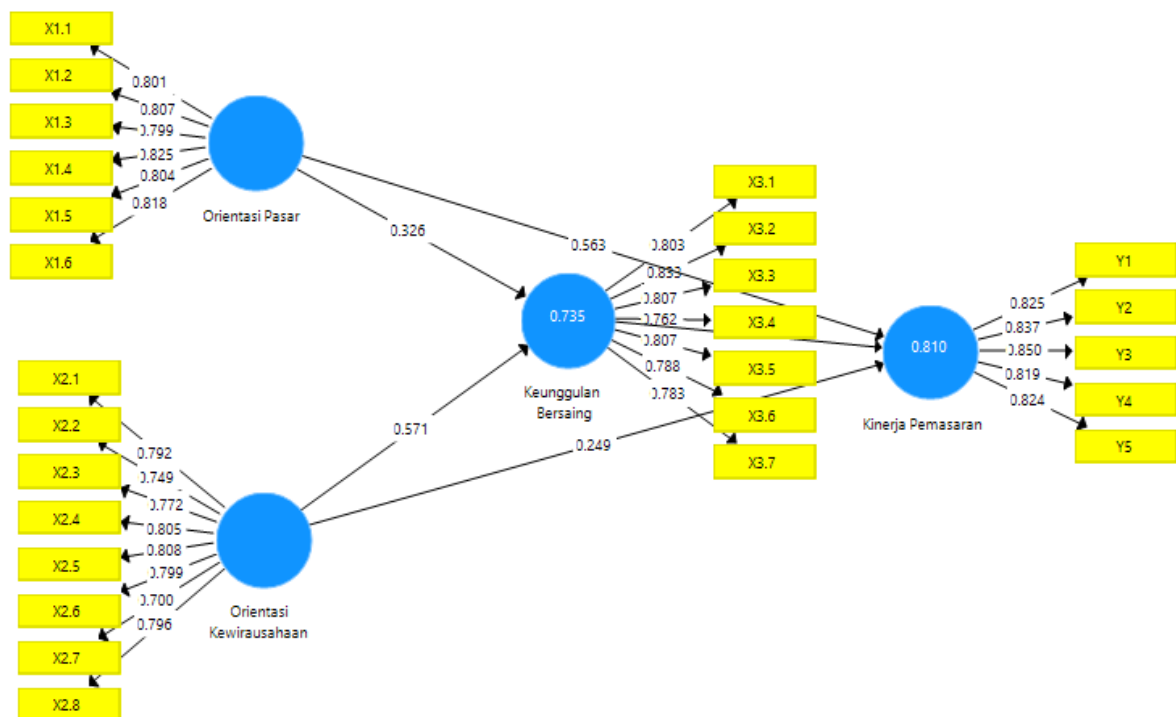 X1.1
X1.2
X1.3
X1.4
X1.5
X1.6
0.801
0.807
0.799
0.825
0.804
0.818
Orientasi Pasar
0.326
0.563
X2.1
X2.2
X2.3
X2.4
X2.5
X2.6
X2.7
X2.8
0.792
0.749
0.772
0.805
0.808
0.799
0.700
0.796
Orientasi
Kewirausahaan
0.571
0.249
0.735
Keunggulan
Bersaing
0.803
0.833
0.807
0.762
0.807
0.788
0.783
X3.1
X3.2
X3.3
X3.4
X3.5
X3.6
X3.7
0.810
Kinerja Pemasaran
0.825
0.837
0.850
0.819
0.824
Y1
Y2
Y3
Y4
Y5